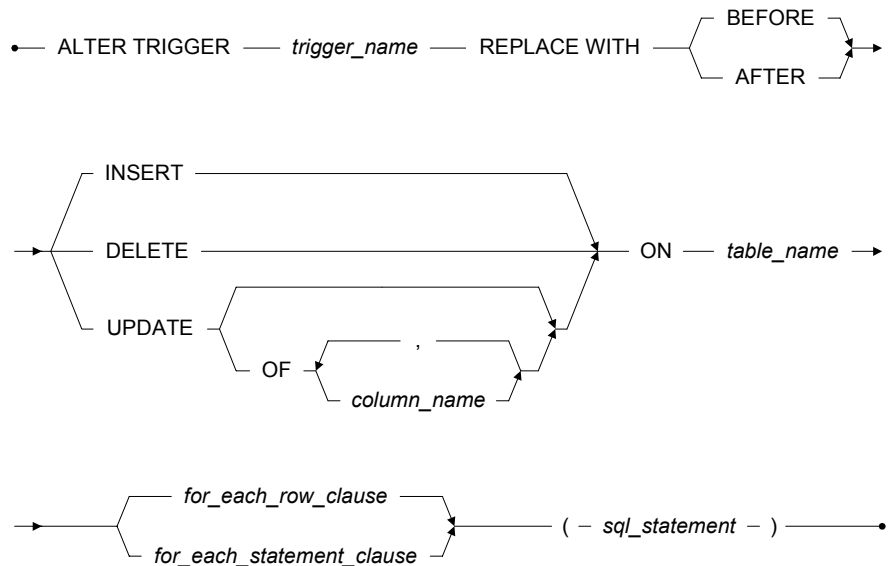 BEFORE
ALTER TRIGGER trigger_name REPLACE WITH
AFTER
INSERT
DELETE ON table_name
UPDATE ,
OF
column_name
for_each_row_clause
( sql_statement )
for_each_statement_clause